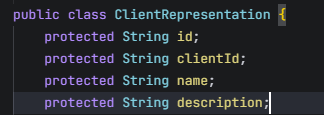 public class ClientRepresentation {
    protected String id;
    protected String clientId;
    protected String name;
    protected String description;